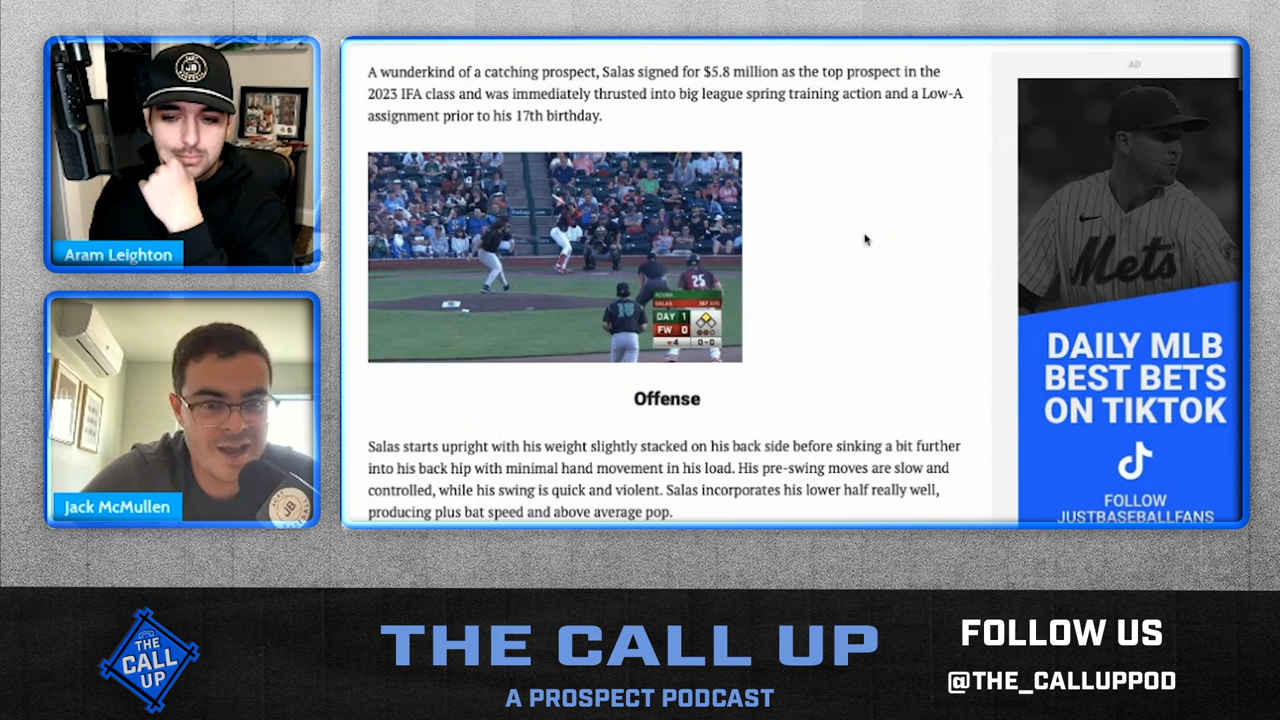 JB
Aram Leighton
Jack McMullen
JB
A wunderkind of a catching prospect, Salas signed for $5.8 million as the top prospect in the
2023 IFA class and was immediately thrusted into big league spring training action and a Low-A
assignment prior to his 17th birthday.
25
SALAS
DAY 1
FW 0
4
0-0
Offense
Salas starts upright with his weight slightly stacked on his back side before sinking a bit further
into his back hip with minimal hand movement in his load. His pre-swing moves are slow and
controlled, while his swing is quick and violent. Salas incorporates his lower half really well,
producing plus bat speed and above average pop.
AD
Mets
DAILY MLB
BEST BETS
ON TIKTOK
FOLLOW
JUSTBASEBALLFANS
THE
CALL
UP
THE CALL UP
A PROSPECT PODCAST
FOLLOW US
@THE_CALLUPPOD